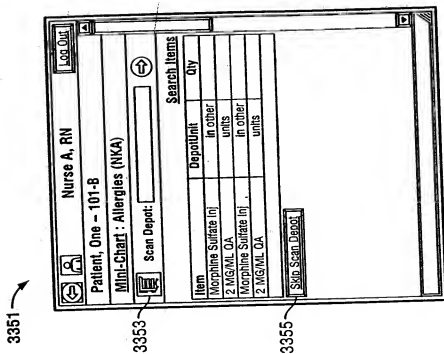 3351
Nurse A, RN
Log Out
Patient, One – 101-B
Mini-Chart : Allergies (NKA)
3353
Scan Depot:
Search Items
Item DepotUnit Qty
Morphine Sulfate Inj in other
2 MG/ML QA units
Morphine Sulfate Inj in other
2 MG/ML QA units
3355
Skip Scan Depot